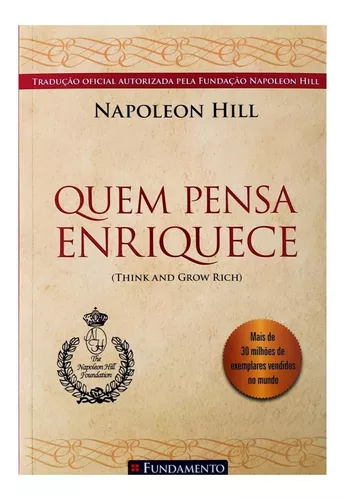 TRADUÇÃO OFICIAL AUTORIZADA PELA FUNDAÇÃO NAPOLEON HILL
NAPOLEON HILL
QUEM PENSA
ENRIQUECE
(THINK AND GROW RICH)
The
Napoleon Hill
Foundation
Mais de
30 milhões de
exemplares vendidos
no mundo
FUNDAMENTO